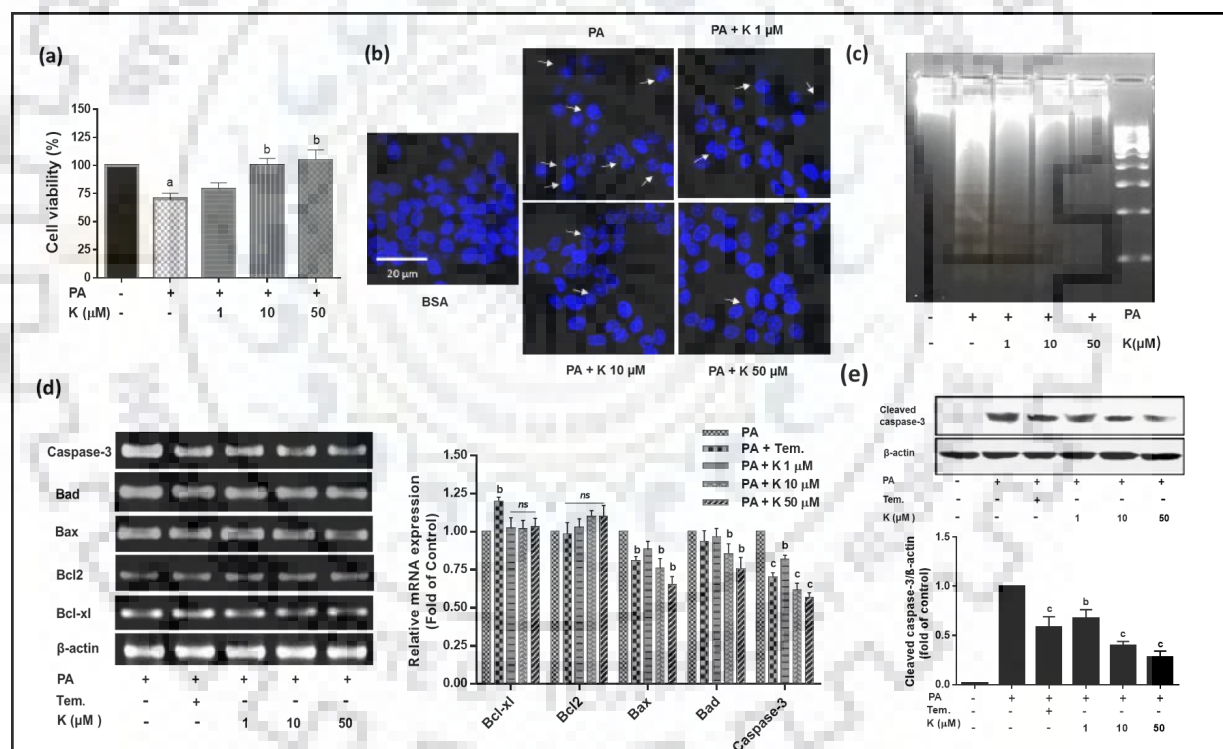 (a)
Cell viability (%)
150
125
100
75
50
25
0
a
b
b
PA - + + + +
K (µM) - - 1 10 50
(b)
PA
PA + K 1 µM
20 µm
BSA
PA + K 10 µM
PA + K 50 µM
(c)
- + + + + PA
- - 1 10 50 K(µM)
(d)
Caspase-3
Bad
Bax
Bcl2
Bcl-xl
β-actin
PA + + + + +
Tem. - + - - -
K (µM) - - 1 10 50
PA
PA + Tem.
PA + K 1 µM
PA + K 10 µM
PA + K 50 µM
Relative mRNA expression
(Fold of Control)
1.50
1.25
1.00
0.75
0.50
0.25
0.00
b
ns
ns
b
b
b
b
b
c
b
c
c
Bcl-xl
Bcl2
Bax
Bad
Caspase-3
(e)
Cleaved
caspase-3
β-actin
PA - + + + + +
Tem. - - + - - -
K (µM) - - - 1 10 50
Cleaved caspase-3/ß-actin
(fold of control)
1.5
1.0
0.5
0.0
c
b
c
c
PA - + + + + +
Tem. - - + - - -
K (µM) - - - 1 10 50